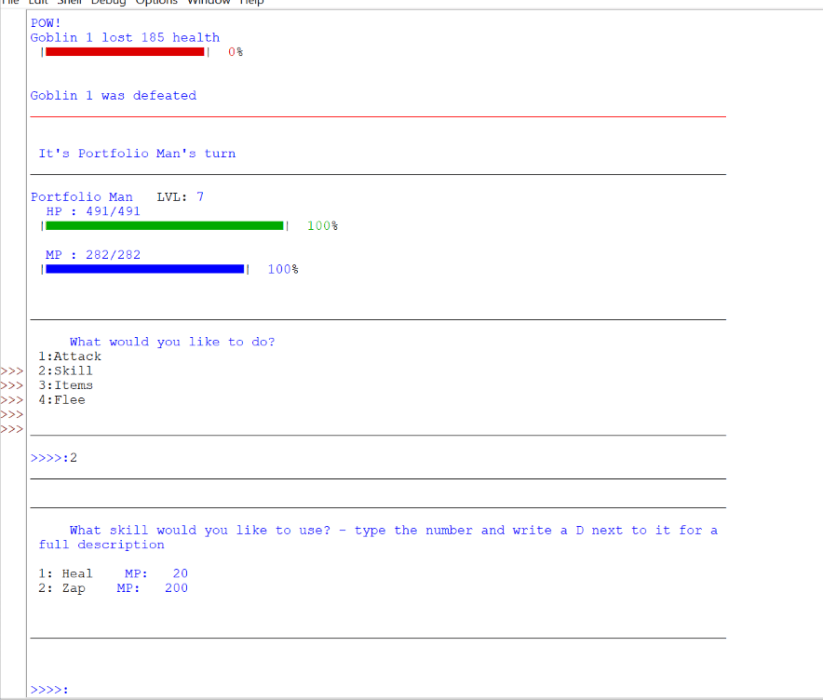 File Edit Shell Debug Options Window Help
POW!
Goblin 1 lost 185 health
| | 0%
Goblin 1 was defeated
It's Portfolio Man's turn
Portfolio Man LVL: 7
HP : 491/491
| | 100%
MP : 282/282
| | 100%
What would you like to do?
1:Attack
>>> 2:Skill
>>> 3:Items
>>> 4:Flee
>>>
>>>
>>>>:2
What skill would you like to use? - type the number and write a D next to it for a
full description
1: Heal MP: 20
2: Zap MP: 200
>>>>: